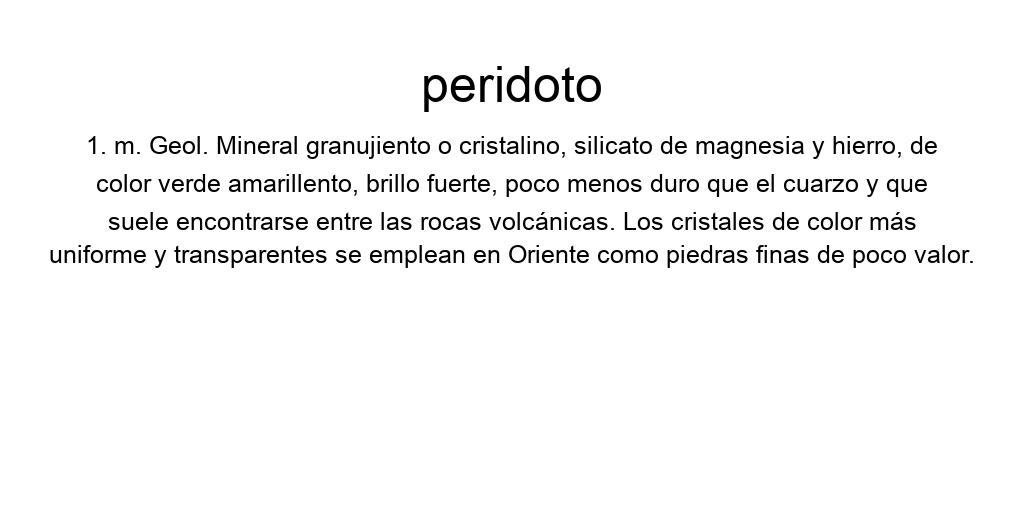 peridoto
1. m. Geol. Mineral granujiento o cristalino, silicato de magnesia y hierro, de
color verde amarillento, brillo fuerte, poco menos duro que el cuarzo y que
suele encontrarse entre las rocas volcánicas. Los cristales de color más
uniforme y transparentes se emplean en Oriente como piedras finas de poco valor.